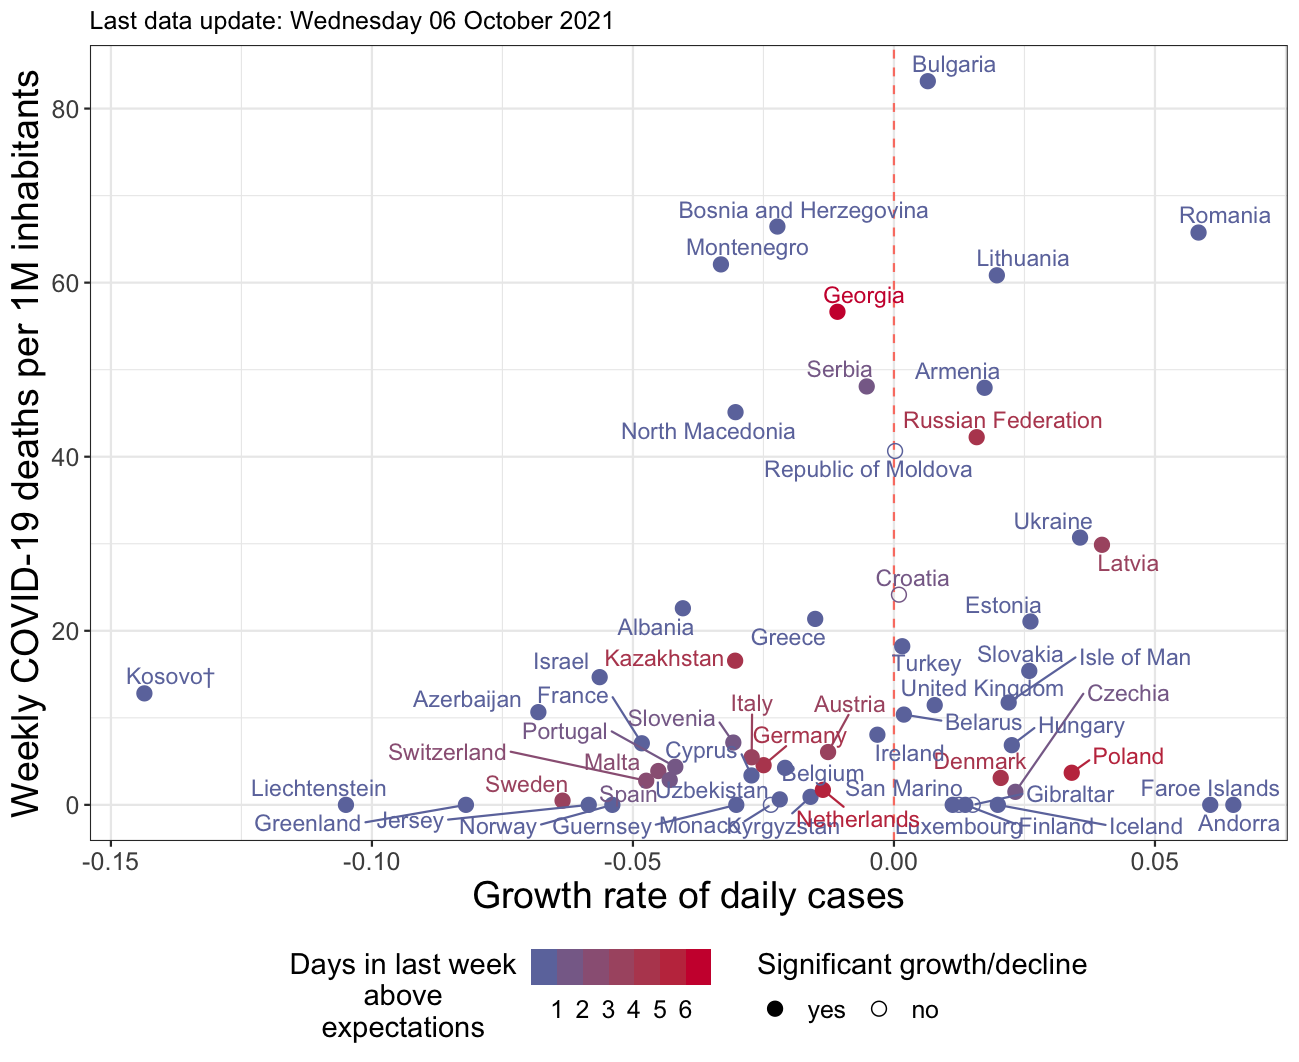 Last data update: Wednesday 06 October 2021
Weekly COVID-19 deaths per 1M inhabitants
80
60
40
20
0
Bulgaria
Bosnia and Herzegovina
Romania
Montenegro
Lithuania
Georgia
Serbia
Armenia
Russian Federation
North Macedonia
Republic of Moldova
Ukraine
Latvia
Croatia
Estonia
Albania
Greece
Israel
Kazakhstan
Turkey
Slovakia
Isle of Man
Kosovo†
Azerbaijan
France
United Kingdom
Czechia
Italy
Austria
Slovenia
Belarus
Hungary
Portugal
Germany
Switzerland
Cyprus
Ireland
Poland
Malta
Denmark
Belgium
Liechtenstein
Sweden
Spain
Uzbekistan
San Marino
Gibraltar
Faroe Islands
Greenland
Jersey
Norway
Guernsey
Monaco
Kyrgyzstan
Netherlands
Luxembourg
Finland
Iceland
Andorra
-0.15
-0.10
-0.05
0.00
0.05
Growth rate of daily cases
Days in last week
above
expectations
1 2 3 4 5 6
Significant growth/decline
yes
no